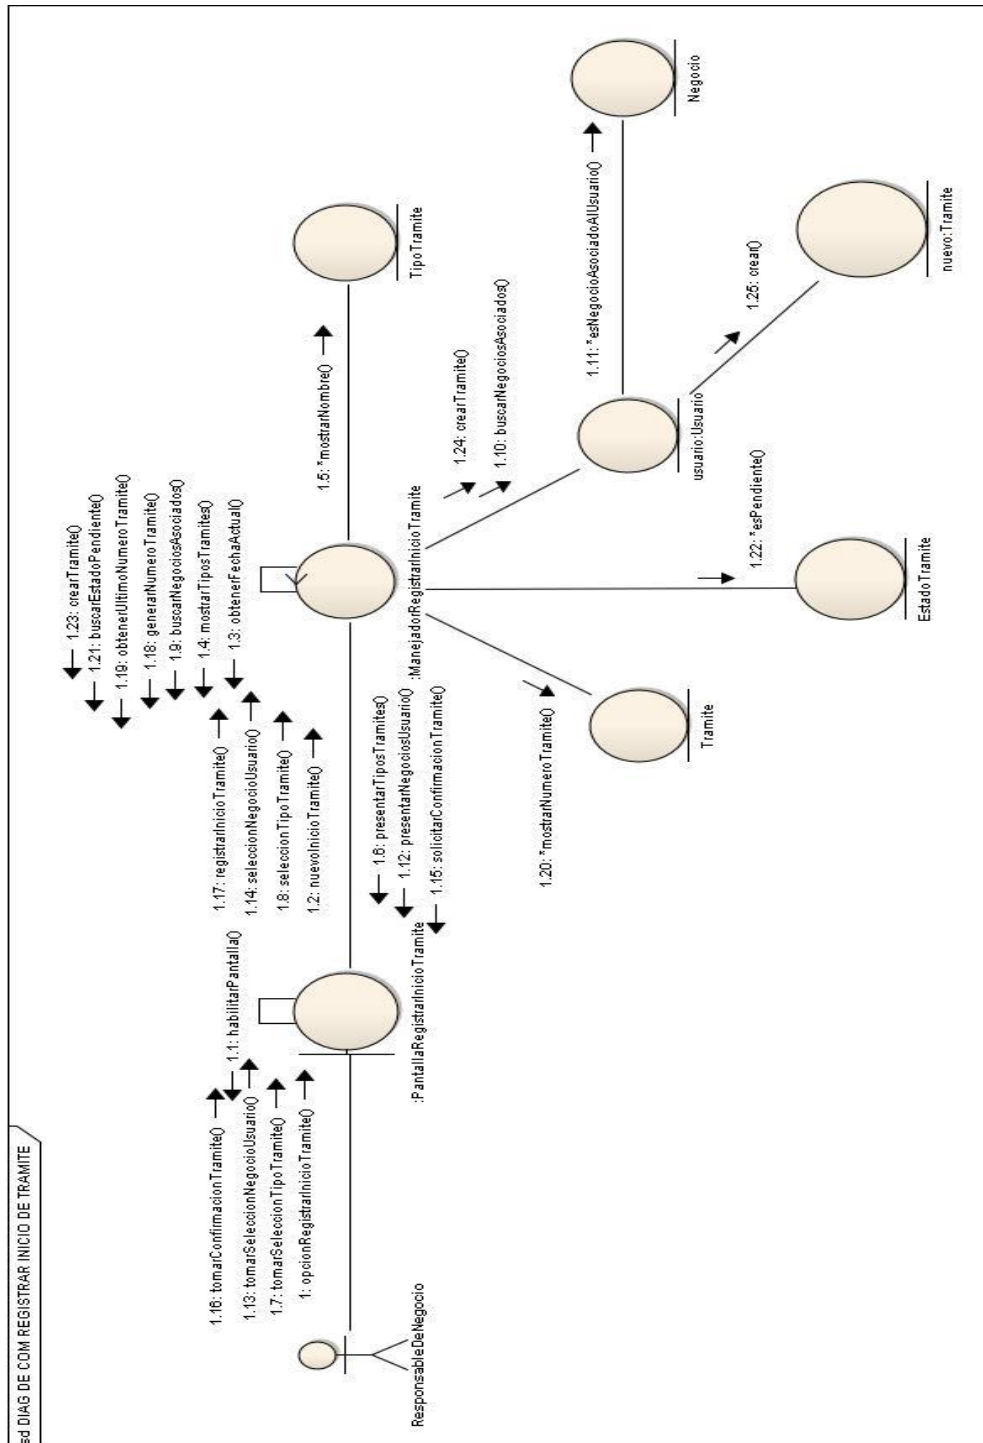 sd DIAG DE COM REGISTRAR INICIO DE TRAMITE
ResponsableDeNegocio
1.16: tomarConfirmacionTramite()
1.13: tomarSeleccionNegocioUsuario()
1.7: tomarSeleccionTipoTramite()
1: opcionRegistrarInicioTramite()
1.1: habilitarPantalla()
:PantallaRegistrarInicioTramite
1.17: registrarInicioTramite()
1.14: seleccionNegocioUsuario()
1.8: seleccionTipoTramite()
1.2: nuevoInicioTramite()
1.6: presentarTiposTramites()
1.12: presentarNegociosUsuario()
1.15: solicitarConfirmacionTramite()
1.23: crearTramite()
1.21: buscarEstadoPendiente()
1.19: obtenerUltimoNumeroTramite()
1.18: generarNumeroTramite()
1.9: buscarNegociosAsociados()
1.4: mostrarTiposTramites()
1.3: obtenerFechaActual()
:ManejadorRegistrarInicioTramite
1.5: *mostrarNombre()
TipoTramite
1.24: crearTramite()
1.10: buscarNegociosAsociados()
1.20: *mostrarNumeroTramite()
Tramite
1.22: *esPendiente()
EstadoTramite
usuario:Usuario
1.11: *esNegocioAsociadoAlUsuario()
Negocio
1.25: crear()
nuevo:Tramite